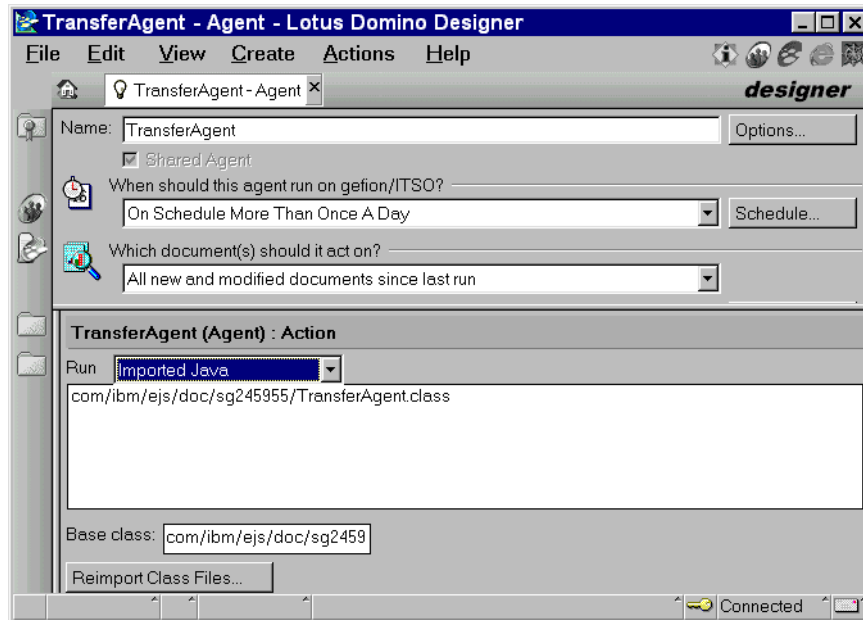 TransferAgent - Agent - Lotus Domino Designer
File Edit View Create Actions Help
TransferAgent - Agent
designer
Name: TransferAgent Options...
Shared Agent
When should this agent run on gefion/ITSO?
On Schedule More Than Once A Day Schedule...
Which document(s) should it act on?
All new and modified documents since last run
TransferAgent (Agent) : Action
Run Imported Java
com/ibm/ejs/doc/sg245955/TransferAgent.class
Base class: com/ibm/ejs/doc/sg2459
Reimport Class Files...
Connected